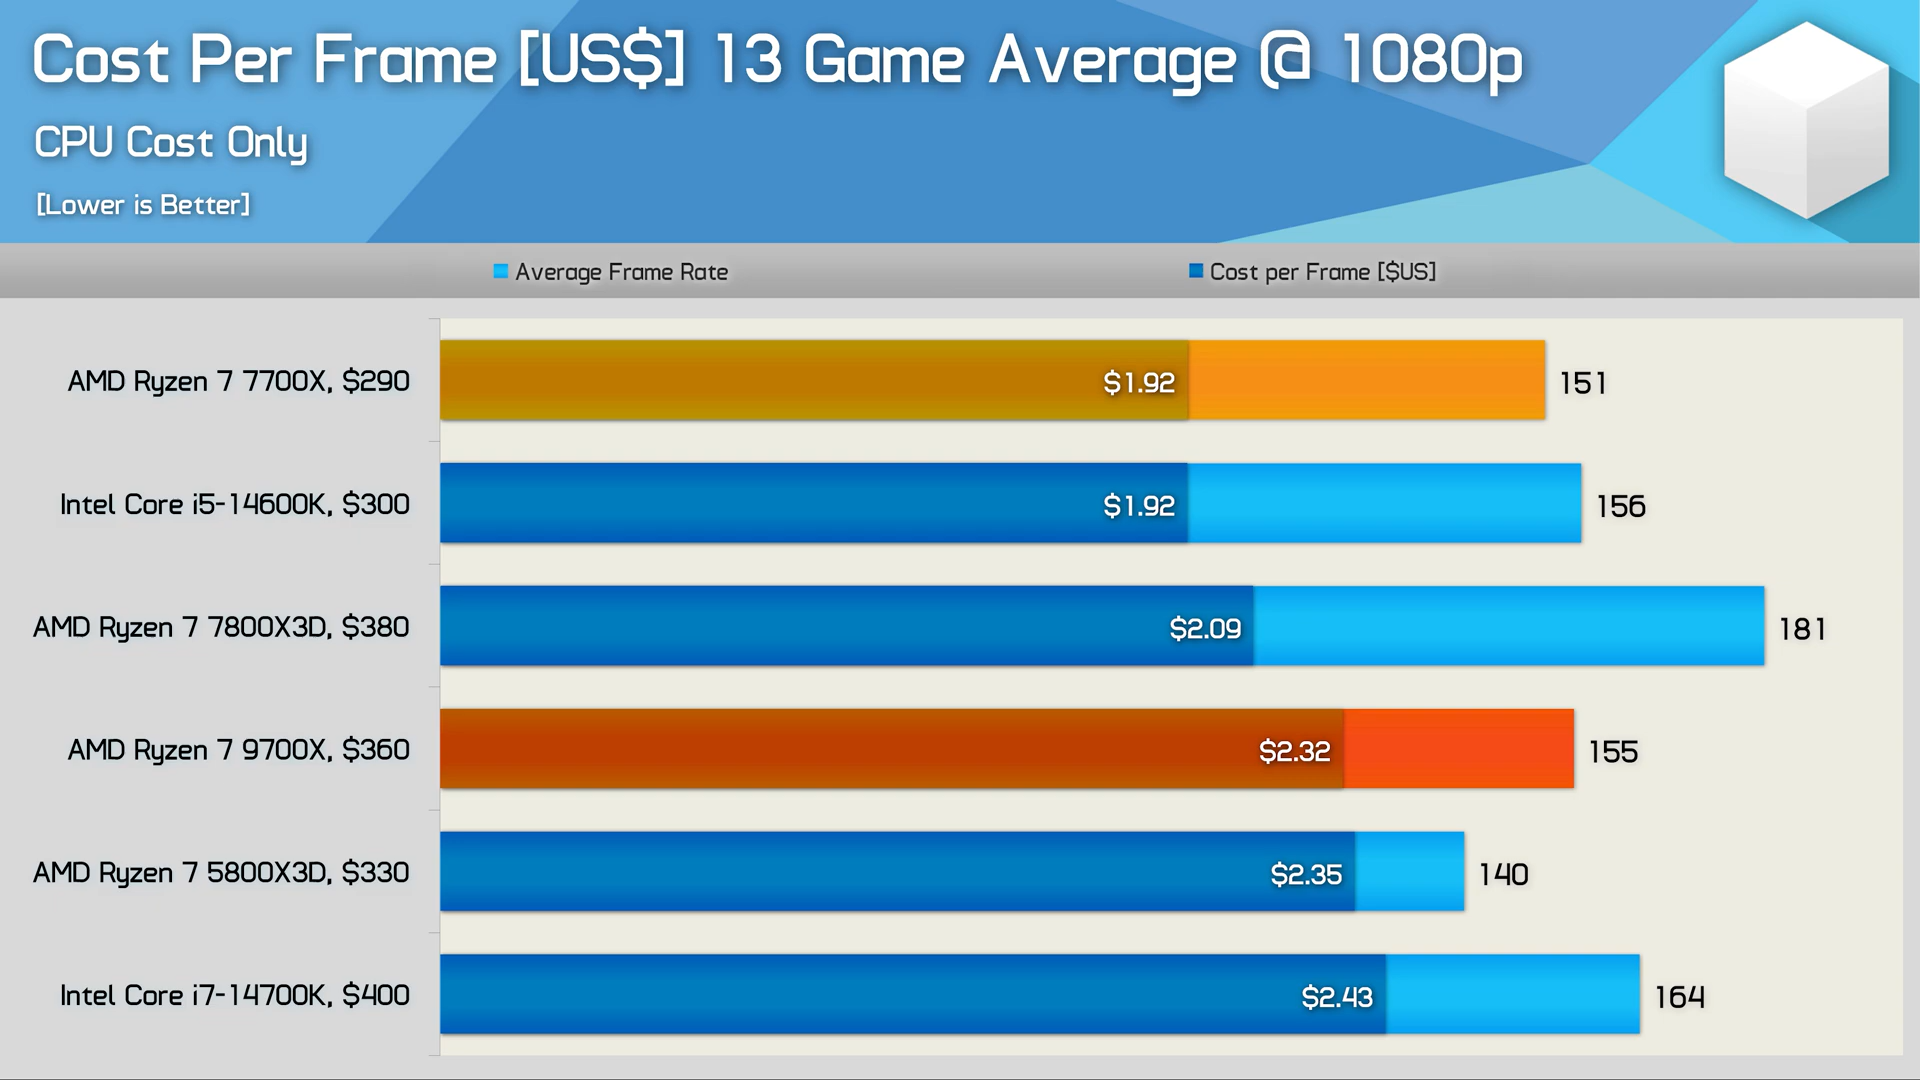 Cost Per Frame [US$] 13 Game Average @ 1080p
CPU Cost Only
[Lower is Better]
Average Frame Rate
Cost per Frame [$US]
AMD Ryzen 7 7700X, $290
$1.92
151
Intel Core i5-14600K, $300
$1.92
156
AMD Ryzen 7 7800X3D, $380
$2.09
181
AMD Ryzen 7 9700X, $360
$2.32
155
AMD Ryzen 7 5800X3D, $330
$2.35
140
Intel Core i7-14700K, $400
$2.43
164